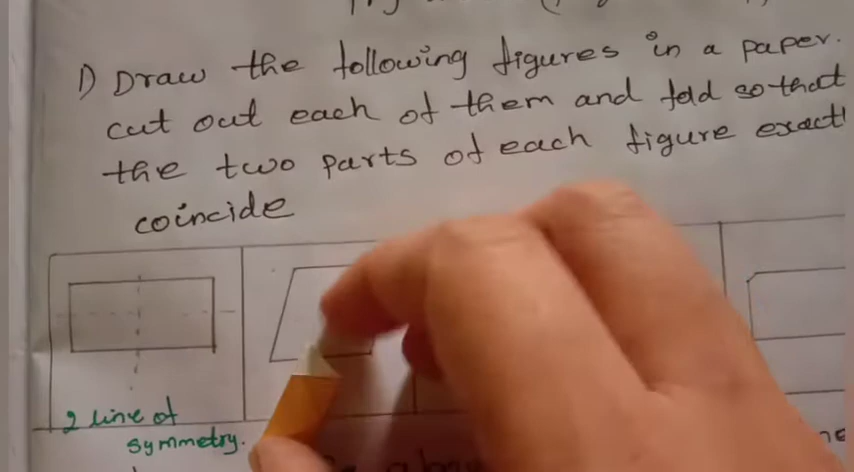 1) Draw the following figures in a paper.
cut out each of them and fold so that
the two parts of each figure
coincide
2 line of
symmetry.